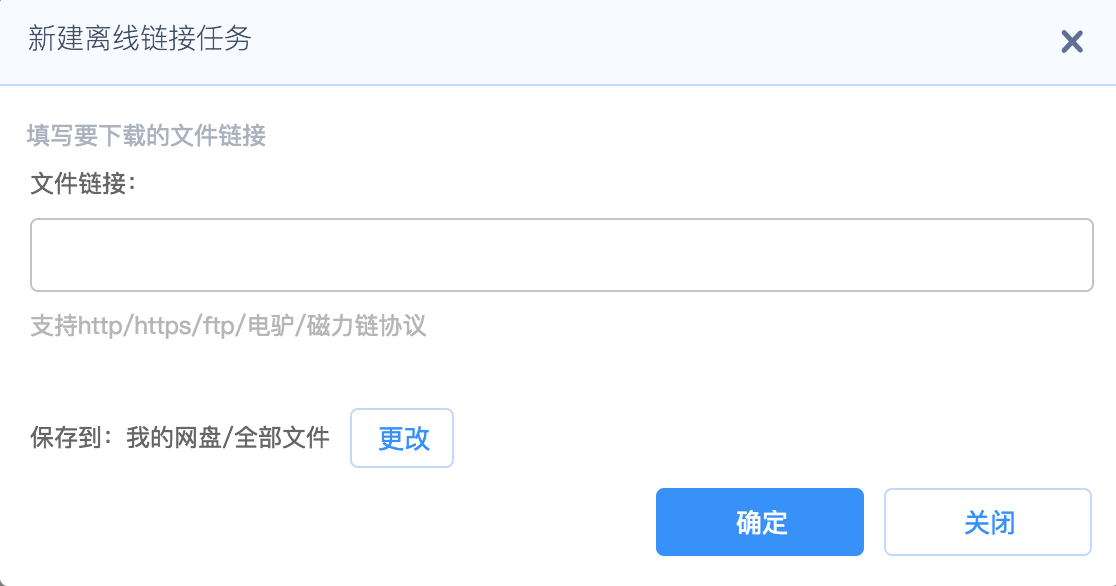 新建离线链接任务
填写要下载的文件链接
文件链接：
支持http/https/ftp/电驴/磁力链协议
保存到：我的网盘/全部文件 更改
确定 关闭